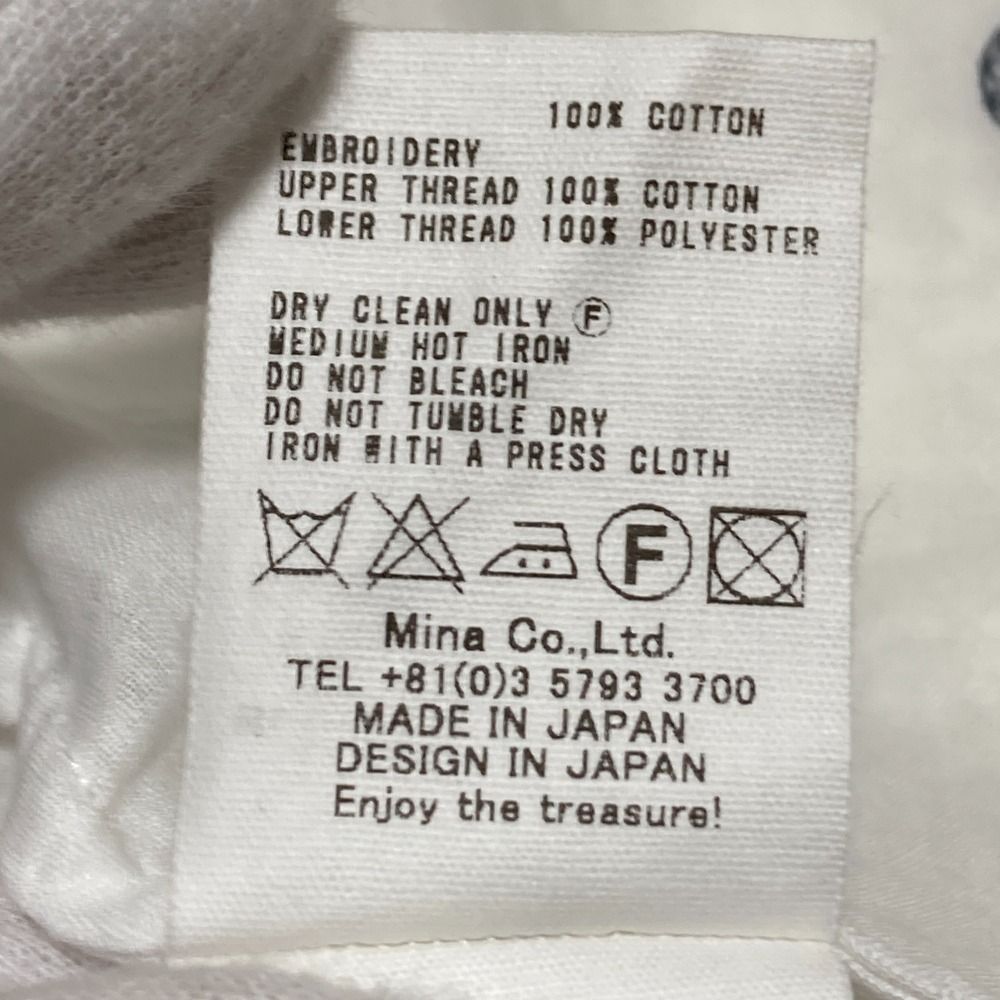 100% COTTON
EMBROIDERY
UPPER THREAD 100% COTTON
LOWER THREAD 100% POLYESTER
DRY CLEAN ONLY Ⓕ
MEDIUM HOT IRON
DO NOT BLEACH
DO NOT TUMBLE DRY
IRON WITH A PRESS CLOTH
F
Mina Co.,Ltd.
TEL +81(0)3 5793 3700
MADE IN JAPAN
DESIGN IN JAPAN
Enjoy the treasure!